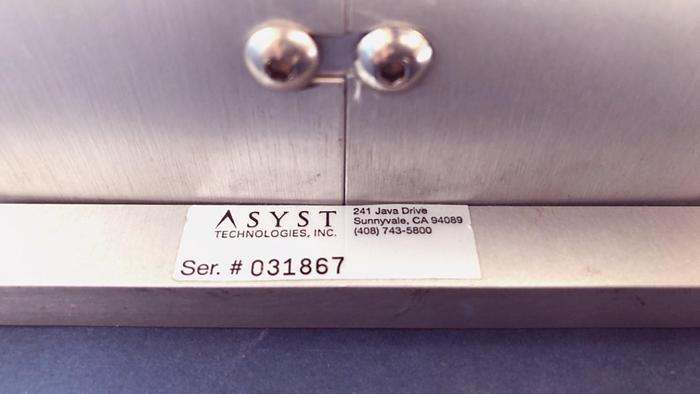 ASYST
TECHNOLOGIES, INC.
241 Java Drive
Sunnyvale, CA 94089
(408) 743-5800
Ser. # 031867